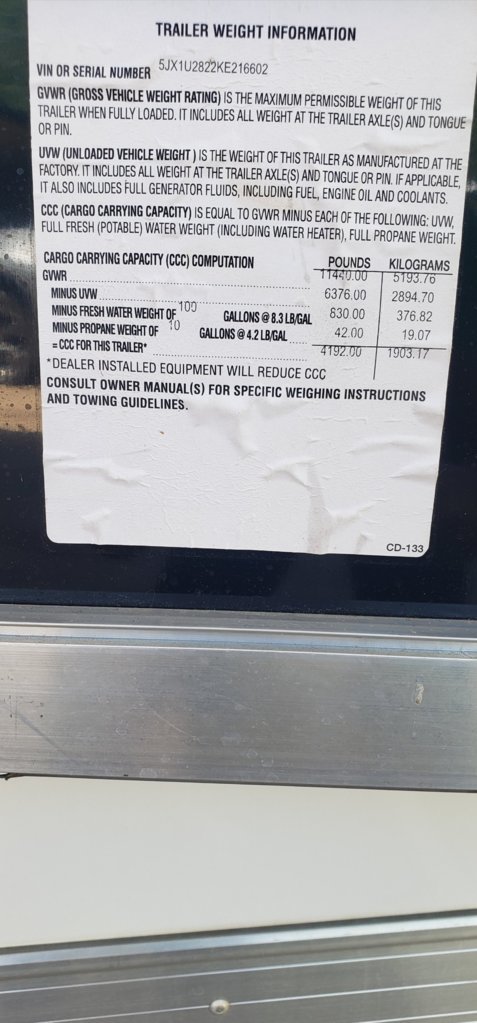 TRAILER WEIGHT INFORMATION
VIN OR SERIAL NUMBER 5JX1U2822KE216602
GVWR (GROSS VEHICLE WEIGHT RATING) IS THE MAXIMUM PERMISSIBLE WEIGHT OF THIS
TRAILER WHEN FULLY LOADED. IT INCLUDES ALL WEIGHT AT THE TRAILER AXLE(S) AND TONGUE
OR PIN.
UVW (UNLOADED VEHICLE WEIGHT ) IS THE WEIGHT OF THIS TRAILER AS MANUFACTURED AT THE
FACTORY. IT INCLUDES ALL WEIGHT AT THE TRAILER AXLE(S) AND TONGUE OR PIN. IF APPLICABLE,
IT ALSO INCLUDES FULL GENERATOR FLUIDS, INCLUDING FUEL, ENGINE OIL AND COOLANTS.
CCC (CARGO CARRYING CAPACITY) IS EQUAL TO GVWR MINUS EACH OF THE FOLLOWING: UVW,
FULL FRESH (POTABLE) WATER WEIGHT (INCLUDING WATER HEATER), FULL PROPANE WEIGHT.
CARGO CARRYING CAPACITY (CCC) COMPUTATION POUNDS KILOGRAMS
GVWR 11440.00 5193.76
MINUS UVW 6376.00 2894.70
MINUS FRESH WATER WEIGHT OF 100 GALLONS @ 8.3 LB/GAL 830.00 376.82
MINUS PROPANE WEIGHT OF 10 GALLONS @ 4.2 LB/GAL 42.00 19.07
= CCC FOR THIS TRAILER* 4192.00 1903.17
*DEALER INSTALLED EQUIPMENT WILL REDUCE CCC
CONSULT OWNER MANUAL(S) FOR SPECIFIC WEIGHING INSTRUCTIONS
AND TOWING GUIDELINES.
CD-133